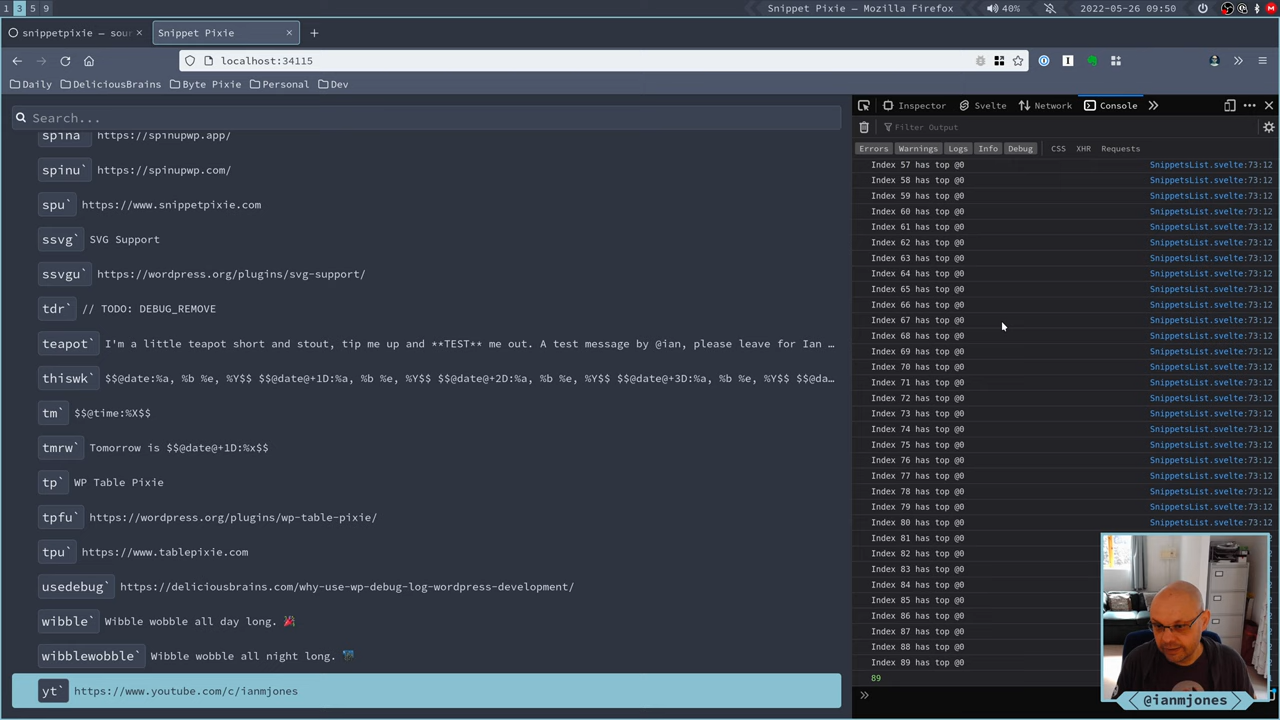 1 3 5 9
Snippet Pixie — Mozilla Firefox
40%
2022-05-26 09:50
snippetpixie — sour
Snippet Pixie
localhost:34115
Daily
DeliciousBrains
Byte Pixie
Personal
Dev
Search...
spina` https://spinupwp.app/
spinu` https://spinupwp.com/
spu` https://www.snippetpixie.com
ssvg` SVG Support
ssvgu` https://wordpress.org/plugins/svg-support/
tdr` // TODO: DEBUG_REMOVE
teapot` I'm a little teapot short and stout, tip me up and **TEST** me out. A test message by @ian, please leave for Ian …
thiswk` $$@date:%a, %b %e, %Y$$ $$@date@+1D:%a, %b %e, %Y$$ $$@date@+2D:%a, %b %e, %Y$$ $$@date@+3D:%a, %b %e, %Y$$ $$@da…
tm` $$@time:%X$$
tmrw` Tomorrow is $$@date@+1D:%x$$
tp` WP Table Pixie
tpfu` https://wordpress.org/plugins/wp-table-pixie/
tpu` https://www.tablepixie.com
usedebug` https://deliciousbrains.com/why-use-wp-debug-log-wordpress-development/
wibble` Wibble wobble all day long. 🎉
wibblewobble` Wibble wobble all night long.
yt` https://www.youtube.com/c/ianmjones
Inspector
Svelte
Network
Console
Filter Output
Errors
Warnings
Logs
Info
Debug
CSS
XHR
Requests
Index 57 has top @0 SnippetsList.svelte:73:12
Index 58 has top @0 SnippetsList.svelte:73:12
Index 59 has top @0 SnippetsList.svelte:73:12
Index 60 has top @0 SnippetsList.svelte:73:12
Index 61 has top @0 SnippetsList.svelte:73:12
Index 62 has top @0 SnippetsList.svelte:73:12
Index 63 has top @0 SnippetsList.svelte:73:12
Index 64 has top @0 SnippetsList.svelte:73:12
Index 65 has top @0 SnippetsList.svelte:73:12
Index 66 has top @0 SnippetsList.svelte:73:12
Index 67 has top @0 SnippetsList.svelte:73:12
Index 68 has top @0 SnippetsList.svelte:73:12
Index 69 has top @0 SnippetsList.svelte:73:12
Index 70 has top @0 SnippetsList.svelte:73:12
Index 71 has top @0 SnippetsList.svelte:73:12
Index 72 has top @0 SnippetsList.svelte:73:12
Index 73 has top @0 SnippetsList.svelte:73:12
Index 74 has top @0 SnippetsList.svelte:73:12
Index 75 has top @0 SnippetsList.svelte:73:12
Index 76 has top @0 SnippetsList.svelte:73:12
Index 77 has top @0 SnippetsList.svelte:73:12
Index 78 has top @0 SnippetsList.svelte:73:12
Index 79 has top @0 SnippetsList.svelte:73:12
Index 80 has top @0 SnippetsList.svelte:73:12
Index 81 has top @0
Index 82 has top @0
Index 83 has top @0
Index 84 has top @0
Index 85 has top @0
Index 86 has top @0
Index 87 has top @0
Index 88 has top @0
Index 89 has top @0
89
@ianmjones